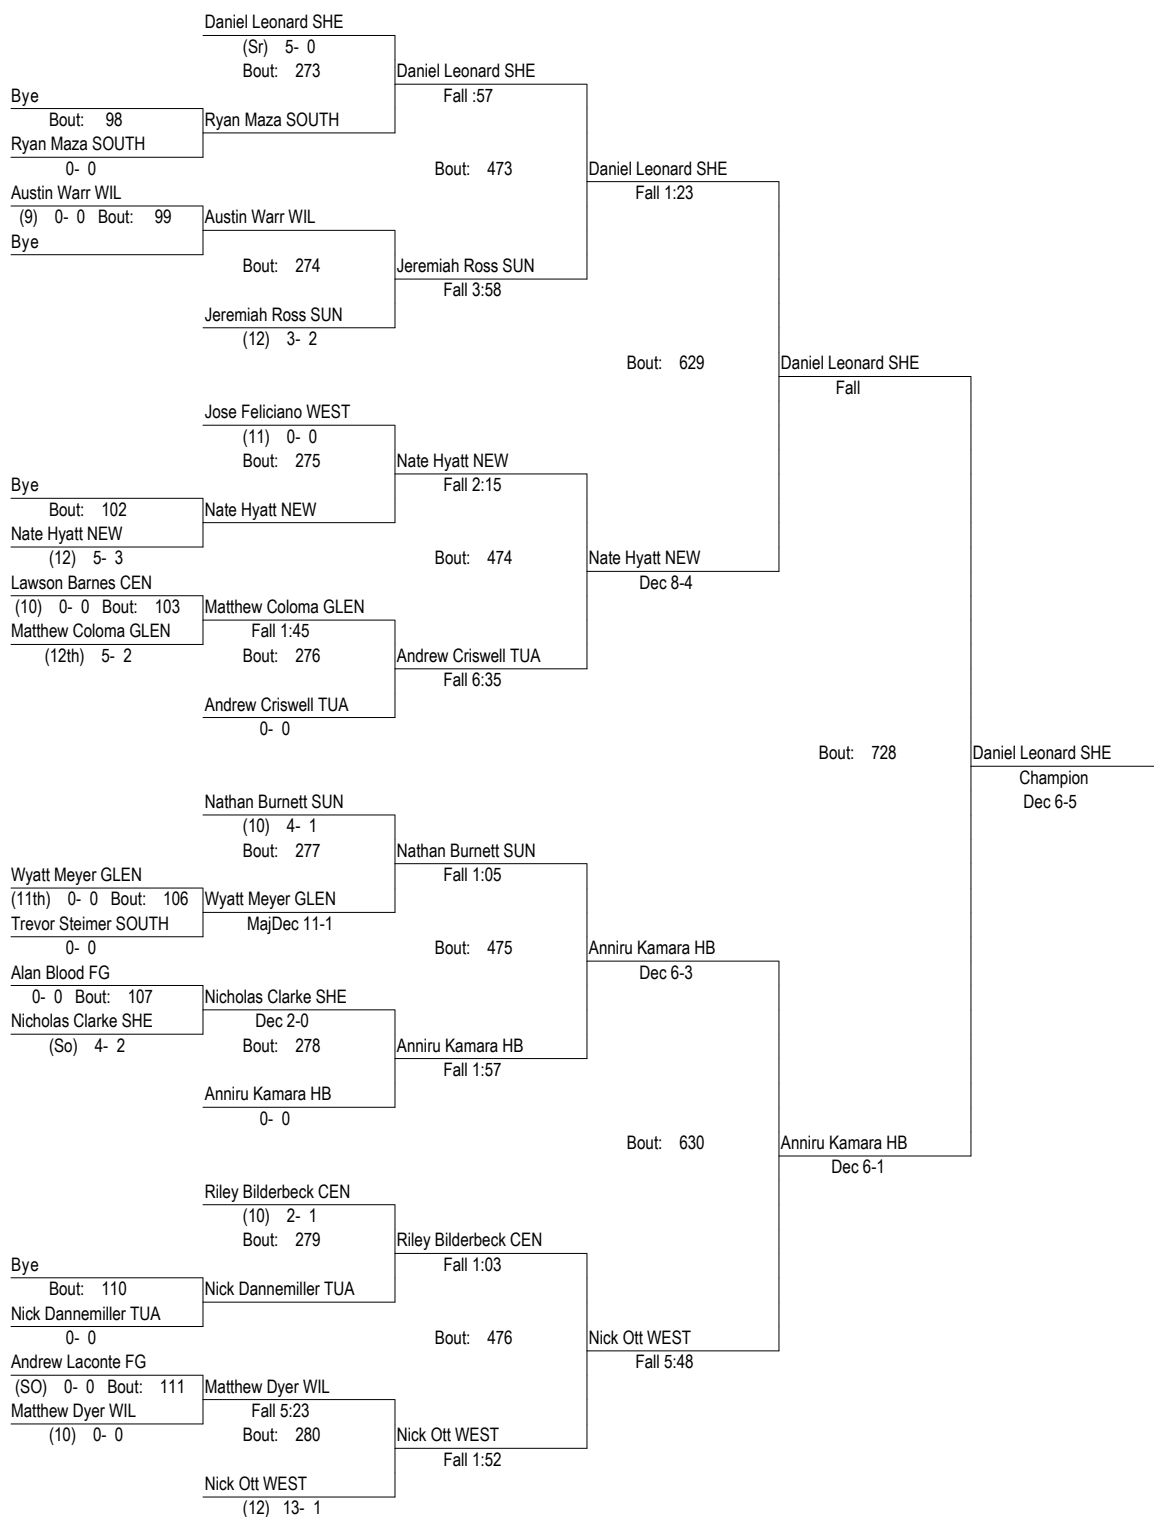 Daniel Leonard SHE
(Sr) 5- 0
Bout: 273
Daniel Leonard SHE
Fall :57
Bye
Bout: 98
Ryan Maza SOUTH
Ryan Maza SOUTH
0- 0
Bout: 473
Daniel Leonard SHE
Fall 1:23
Austin Warr WIL
(9) 0- 0 Bout: 99
Austin Warr WIL
Bye
Bout: 274
Jeremiah Ross SUN
Fall 3:58
Jeremiah Ross SUN
(12) 3- 2
Bout: 629
Daniel Leonard SHE
Fall
Jose Feliciano WEST
(11) 0- 0
Bout: 275
Nate Hyatt NEW
Fall 2:15
Bye
Bout: 102
Nate Hyatt NEW
Nate Hyatt NEW
(12) 5- 3
Bout: 474
Nate Hyatt NEW
Dec 8-4
Lawson Barnes CEN
(10) 0- 0 Bout: 103
Matthew Coloma GLEN
Matthew Coloma GLEN
Fall 1:45
(12th) 5- 2
Bout: 276
Andrew Criswell TUA
Fall 6:35
Andrew Criswell TUA
0- 0
Bout: 728
Daniel Leonard SHE
Champion
Dec 6-5
Nathan Burnett SUN
(10) 4- 1
Bout: 277
Nathan Burnett SUN
Fall 1:05
Wyatt Meyer GLEN
(11th) 0- 0 Bout: 106
Wyatt Meyer GLEN
Trevor Steimer SOUTH
MajDec 11-1
0- 0
Bout: 475
Anniru Kamara HB
Dec 6-3
Alan Blood FG
0- 0 Bout: 107
Nicholas Clarke SHE
Nicholas Clarke SHE
Dec 2-0
(So) 4- 2
Bout: 278
Anniru Kamara HB
Fall 1:57
Anniru Kamara HB
0- 0
Bout: 630
Anniru Kamara HB
Dec 6-1
Riley Bilderbeck CEN
(10) 2- 1
Bout: 279
Riley Bilderbeck CEN
Fall 1:03
Bye
Bout: 110
Nick Dannemiller TUA
Nick Dannemiller TUA
0- 0
Bout: 476
Nick Ott WEST
Fall 5:48
Andrew Laconte FG
(SO) 0- 0 Bout: 111
Matthew Dyer WIL
Matthew Dyer WIL
Fall 5:23
(10) 0- 0
Bout: 280
Nick Ott WEST
Fall 1:52
Nick Ott WEST
(12) 13- 1